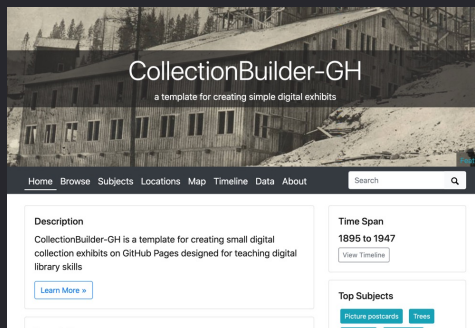 CollectionBuilder-GH
a template for creating simple digital exhibits
Home Browse Subjects Locations Map Timeline Data About Search
Description
CollectionBuilder-GH is a template for creating small digital
collection exhibits on GitHub Pages designed for teaching digital
library skills
Learn More »
Time Span
1895 to 1947
View Timeline
Top Subjects
Picture postcards Trees